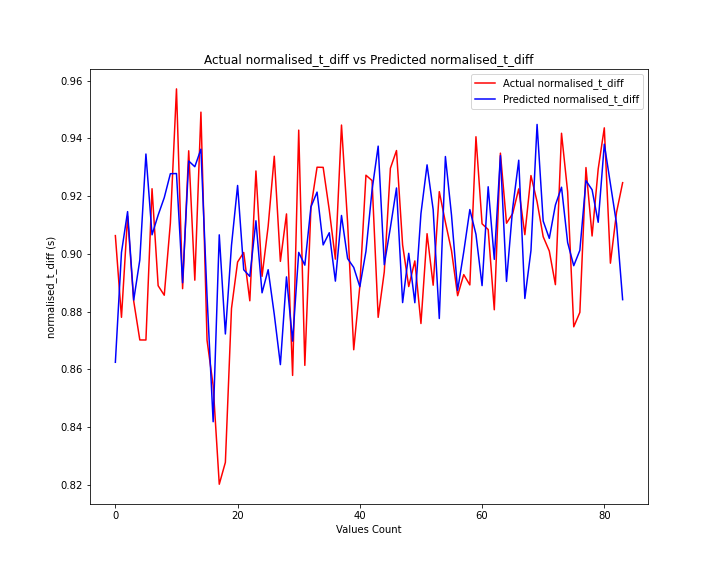 Actual normalised_t_diff vs Predicted normalised_t_diff
Actual normalised_t_diff
Predicted normalised_t_diff
normalised_t_diff (s)
0.96
0.94
0.92
0.90
0.88
0.86
0.84
0.82
0
20
40
60
80
Values Count